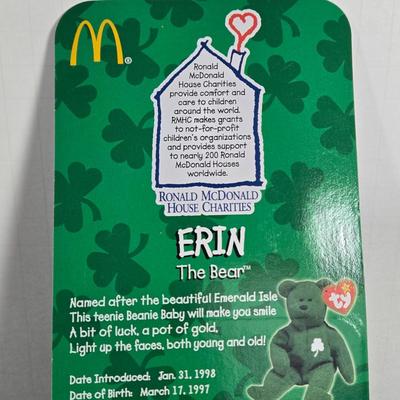 M®
Ronald
McDonald
House Charities
provide comfort and
care to children
around the world.
RMHC makes grants
to not-for-profit
children's organizations
and provides support
to nearly 200 Ronald
McDonald Houses
worldwide.
RONALD MCDONALD
HOUSE CHARITIES
ERIN
The Bear™
Named after the beautiful Emerald Isle
This teenie Beanie Baby will make you smile
A bit of luck, a pot of gold,
Light up the faces, both young and old!
ty
Date Introduced: Jan. 31, 1998
Date of Birth: March 17, 1997